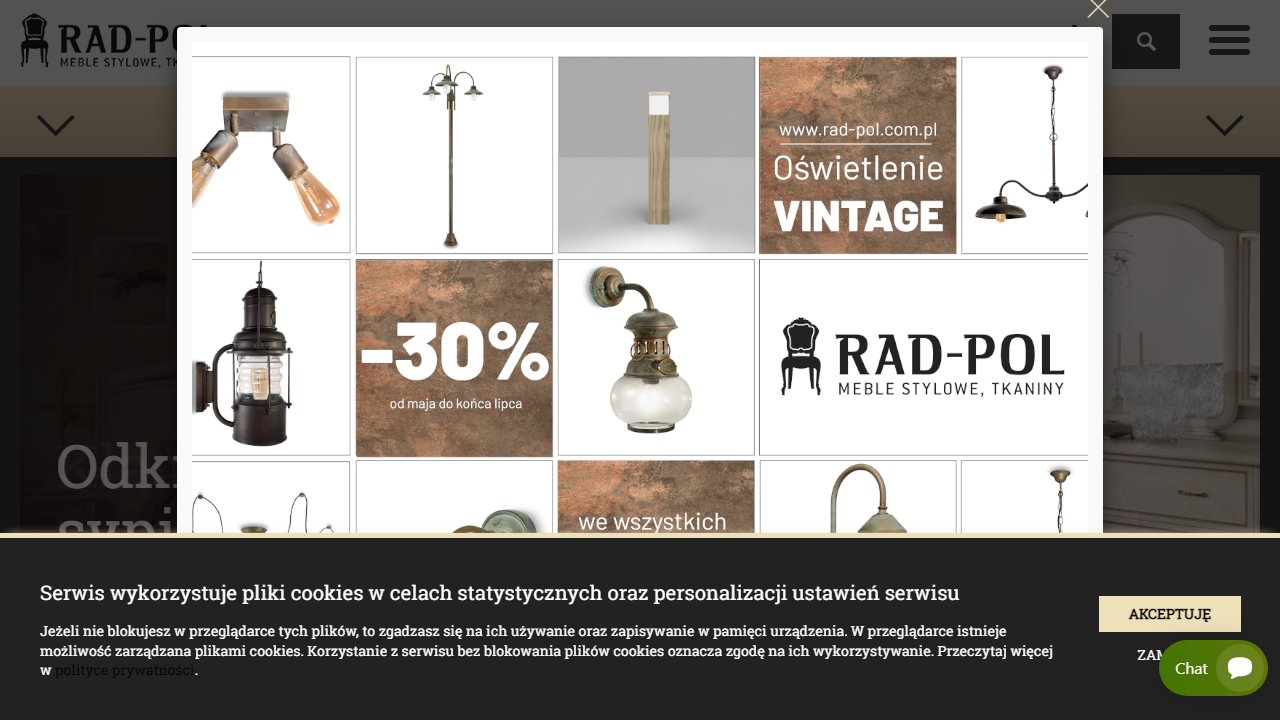 RAD-PO
MEBLE STYLOWE, TK
www.rad-pol.com.pl
Oświetlenie
VINTAGE
-30%
od maja do końca lipca
RAD-POL
MEBLE STYLOWE, TKANINY
we wszystkich
Serwis wykorzystuje pliki cookies w celach statystycznych oraz personalizacji ustawień serwisu
Jeżeli nie blokujesz w przeglądarce tych plików, to zgadzasz się na ich używanie oraz zapisywanie w pamięci urządzenia. W przeglądarce istnieje
możliwość zarządzana plikami cookies. Korzystanie z serwisu bez blokowania plików cookies oznacza zgodę na ich wykorzystywanie. Przeczytaj więcej
w polityce prywatności.
AKCEPTUJĘ
Chat